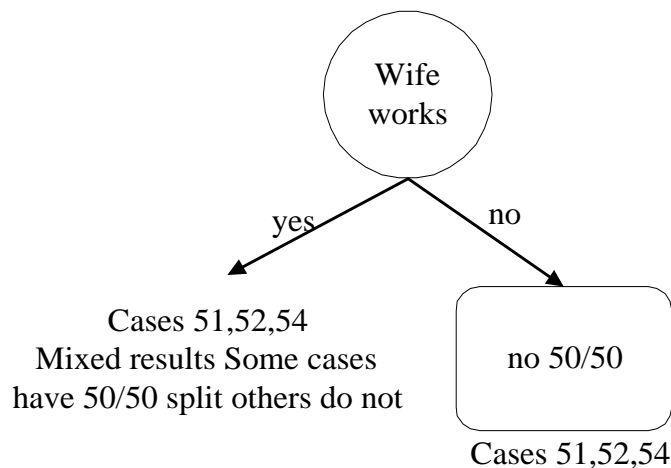 Wife
works
yes
no
Cases 51,52,54
Mixed results Some cases
have 50/50 split others do not
no 50/50
Cases 51,52,54